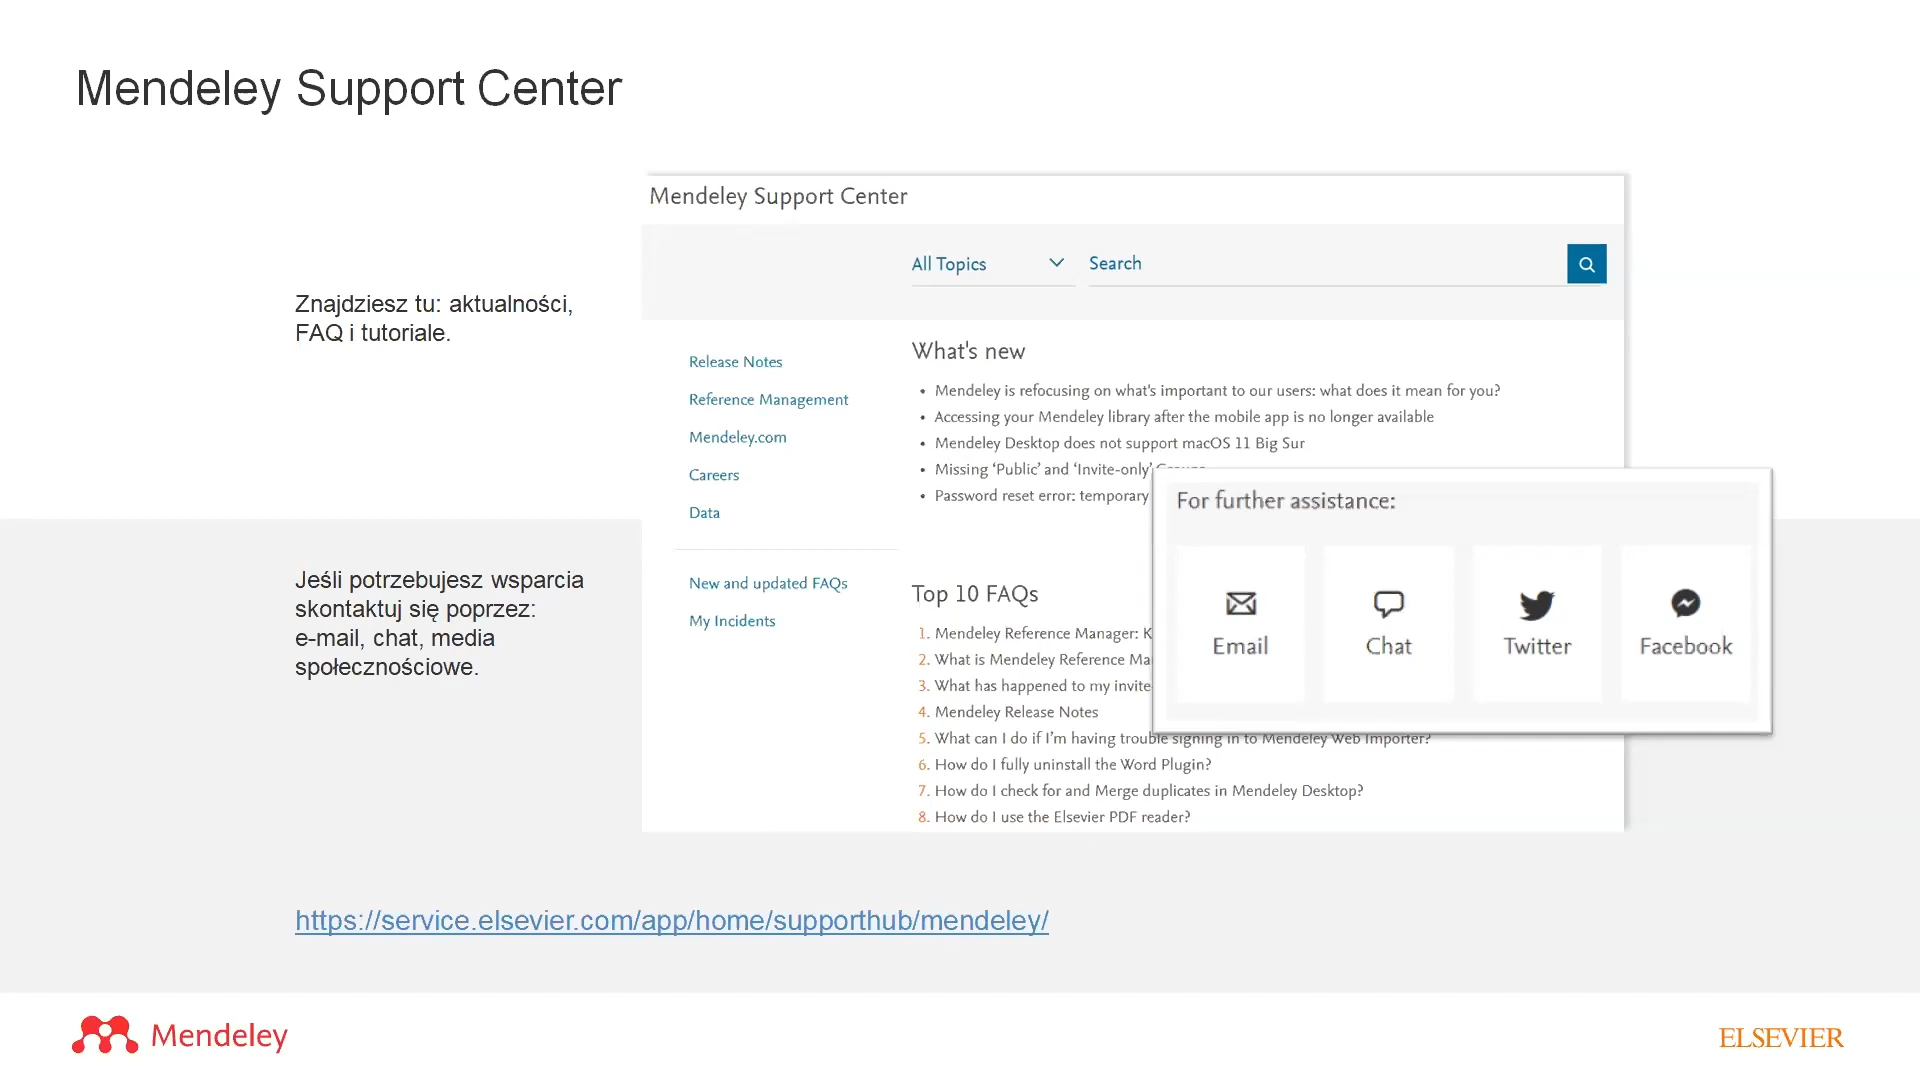 Mendeley Support Center
Mendeley Support Center
All Topics
Search
Znajdziesz tu: aktualności,
FAQ i tutoriale.
Release Notes
Reference Management
Mendeley.com
Careers
Data
New and updated FAQs
My Incidents
What's new
• Mendeley is refocusing on what's important to our users: what does it mean for you?
• Accessing your Mendeley library after the mobile app is no longer available
• Mendeley Desktop does not support macOS 11 Big Sur
• Missing ‘Public’ and ‘Invite-only’ Groups
• Password reset error: temporary
Jeśli potrzebujesz wsparcia
skontaktuj się poprzez:
e-mail, chat, media
społecznościowe.
Top 10 FAQs
1. Mendeley Reference Manager:
2. What is Mendeley Reference
3. What has happened to my
4. Mendeley Release Notes
5. What can I do if I’m having trouble signing in to Mendeley Web Importer?
6. How do I fully uninstall the Word Plugin?
7. How do I check for and Merge duplicates in Mendeley Desktop?
8. How do I use the Elsevier PDF reader?
For further assistance:
Email
Chat
Twitter
Facebook
https://service.elsevier.com/app/home/supporthub/mendeley/
Mendeley
ELSEVIER